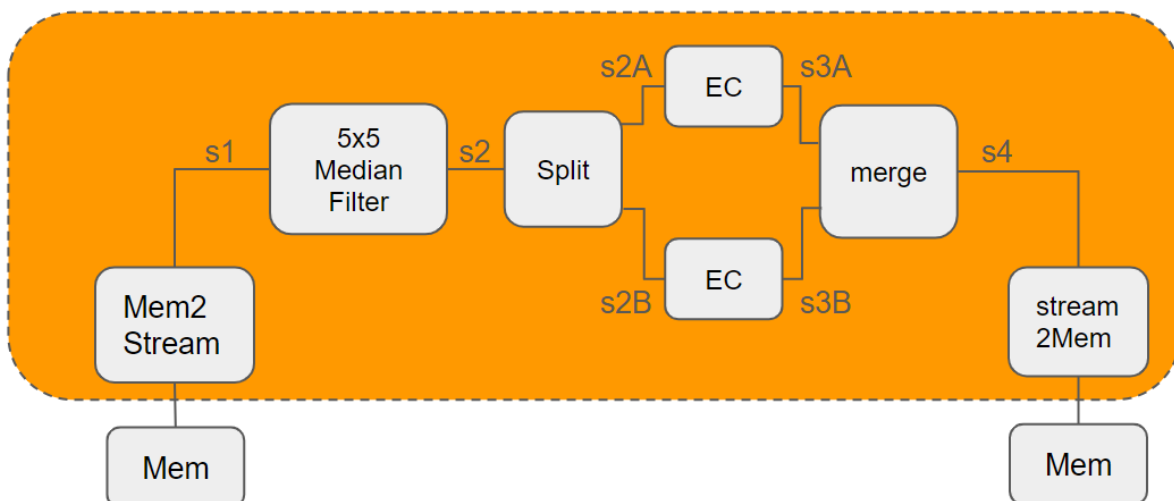 s2A
EC
s3A
s1
5x5
Median
Filter
s2
Split
merge
s4
Mem2
Stream
s2B
EC
s3B
stream
2Mem
Mem
Mem